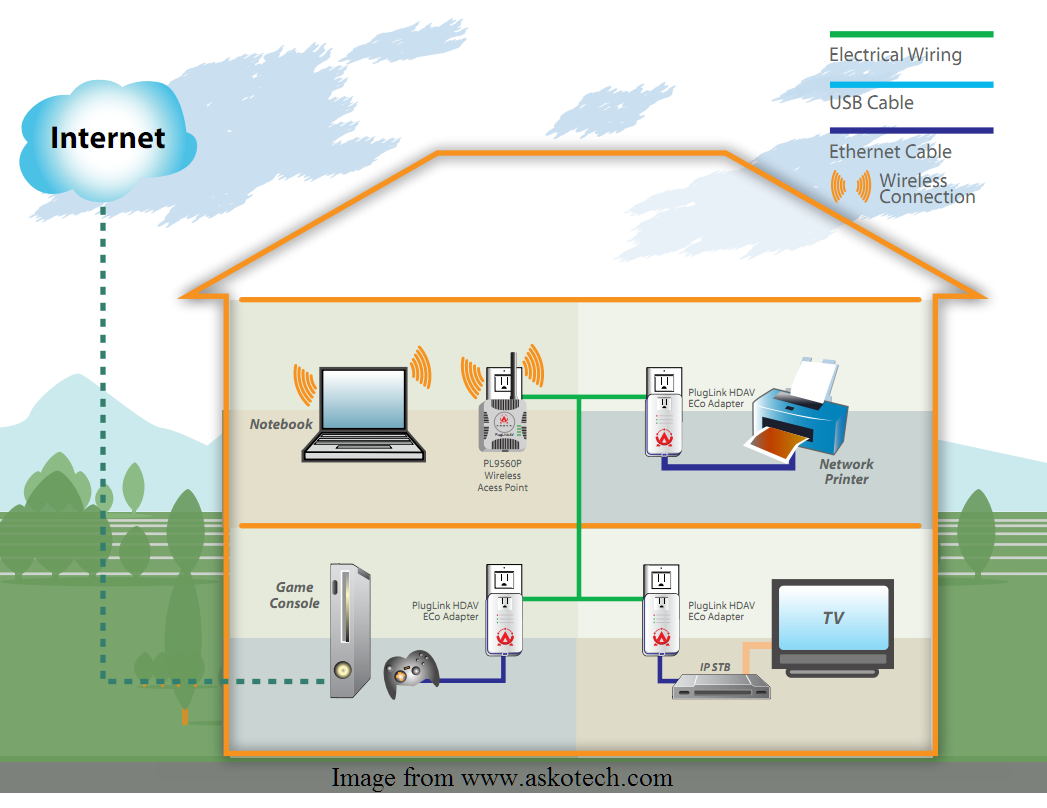 Internet
Electrical Wiring
USB Cable
Ethernet Cable
Wireless
Connection
Notebook
PL9560P
Wireless
Acess Point
PlugLink HDAV
ECo Adapter
Network
Printer
Game
Console
PlugLink HDAV
ECo Adapter
PlugLink HDAV
ECo Adapter
IP STB
TV
Image from www.askotech.com